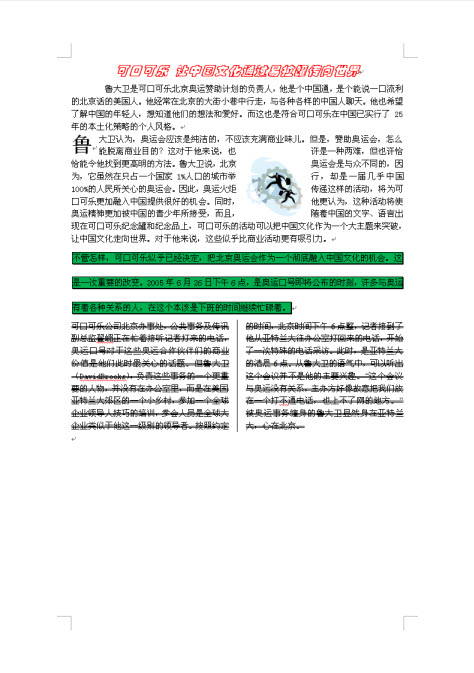 可口可乐 让中国文化通过易拉罐传向世界
鲁大卫是可口可乐北京奥运赞助计划的负责人，他是个中国通，是个能说一口流利
的北京话的美国人。他经常在北京的大街小巷中行走，与各种各样的中国人聊天。他也希望
了解中国的年轻人，想知道他们的想法和爱好。而这也是符合可口可乐在中国已实行了 25
年的本土化策略的个人风格。
鲁大卫认为，奥运会应该是纯洁的，不应该充满商业味儿。但是，赞助奥运会，怎么
能脱离商业目的？这对于他来说，也许是一种两难，但也许恰
恰能令他找到更高明的方法。鲁大卫说，北京奥运会是与众不同的，因
为，它虽然在只占一个国家 1%人口的城市举行，却是一届几乎中国
100%的人民所关心的奥运会。因此，奥运火炬传递这样的活动，将为可
口可乐更加融入中国提供很好的机会。同时，他更认为，这种活动将使
奥运精神更加被中国的青少年所接受，而且，随着中国的文字、语言出
现在可口可乐纪念罐和纪念品上，可口可乐的活动可以把中国文化作为一个大主题来突破，
让中国文化走向世界。对于他来说，这些似乎比商业活动更有吸引力。
不管怎样，可口可乐似乎已经决定，把北京奥运会作为一个彻底融入中国文化的机会。这
是一次重要的改变。2005 年 6 月 26 日下午 6 点，是奥运口号即将公布的时刻，许多与奥运
有着各种关系的人，在这个本该是下班的时间继续忙碌着。
可口可乐公司北京办事处，公共事务及传讯
副总监翟嵋正在忙着接听记者打来的电话，
奥运口号对于这些奥运合作伙伴们的商业
价值是他们此时很关心的话题。但鲁大卫
（DavidBrooks），负责这些事务的一个更重
要的人物，并没有在办公室里，而是在美国
亚特兰大郊区的一个小乡村，参加一个全球
企业领导人技巧的培训，参会人员是全球大
企业类似于他这一级别的领导者。按照约定
的时间，北京时间下午 6 点整，记者接到了
他从亚特兰大往办公室打回来的电话，开始
了一次特殊的电话采访。此时，是亚特兰大
的清晨 6 点。从鲁大卫的语气中，可以听出
这个会议并不是他的主要兴趣。“这个会议
与奥运没有关系，主办方好像故意把我们放
在一个打不通电话，也上不了网的地方。”
被奥运事务缠身的鲁大卫显然身在亚特兰
大，心在北京。